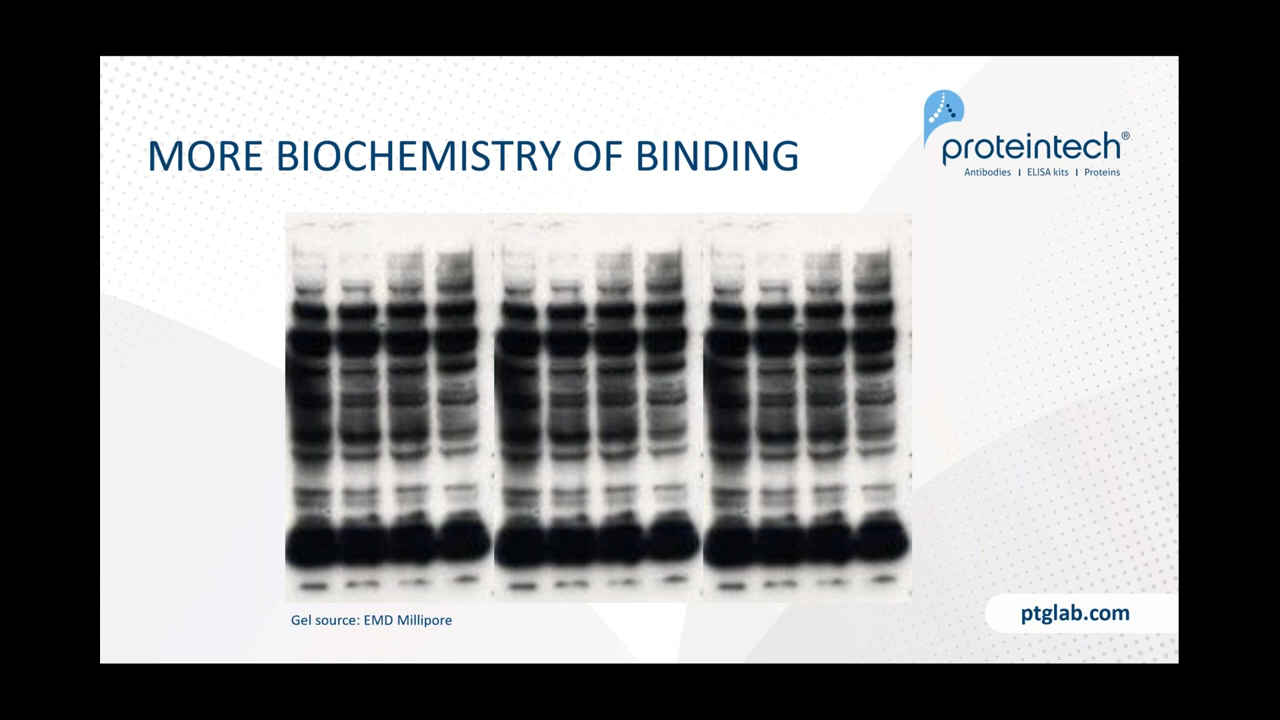 MORE BIOCHEMISTRY OF BINDING
proteintech®
Antibodies | ELISA kits | Proteins
Gel source: EMD Millipore
ptglab.com